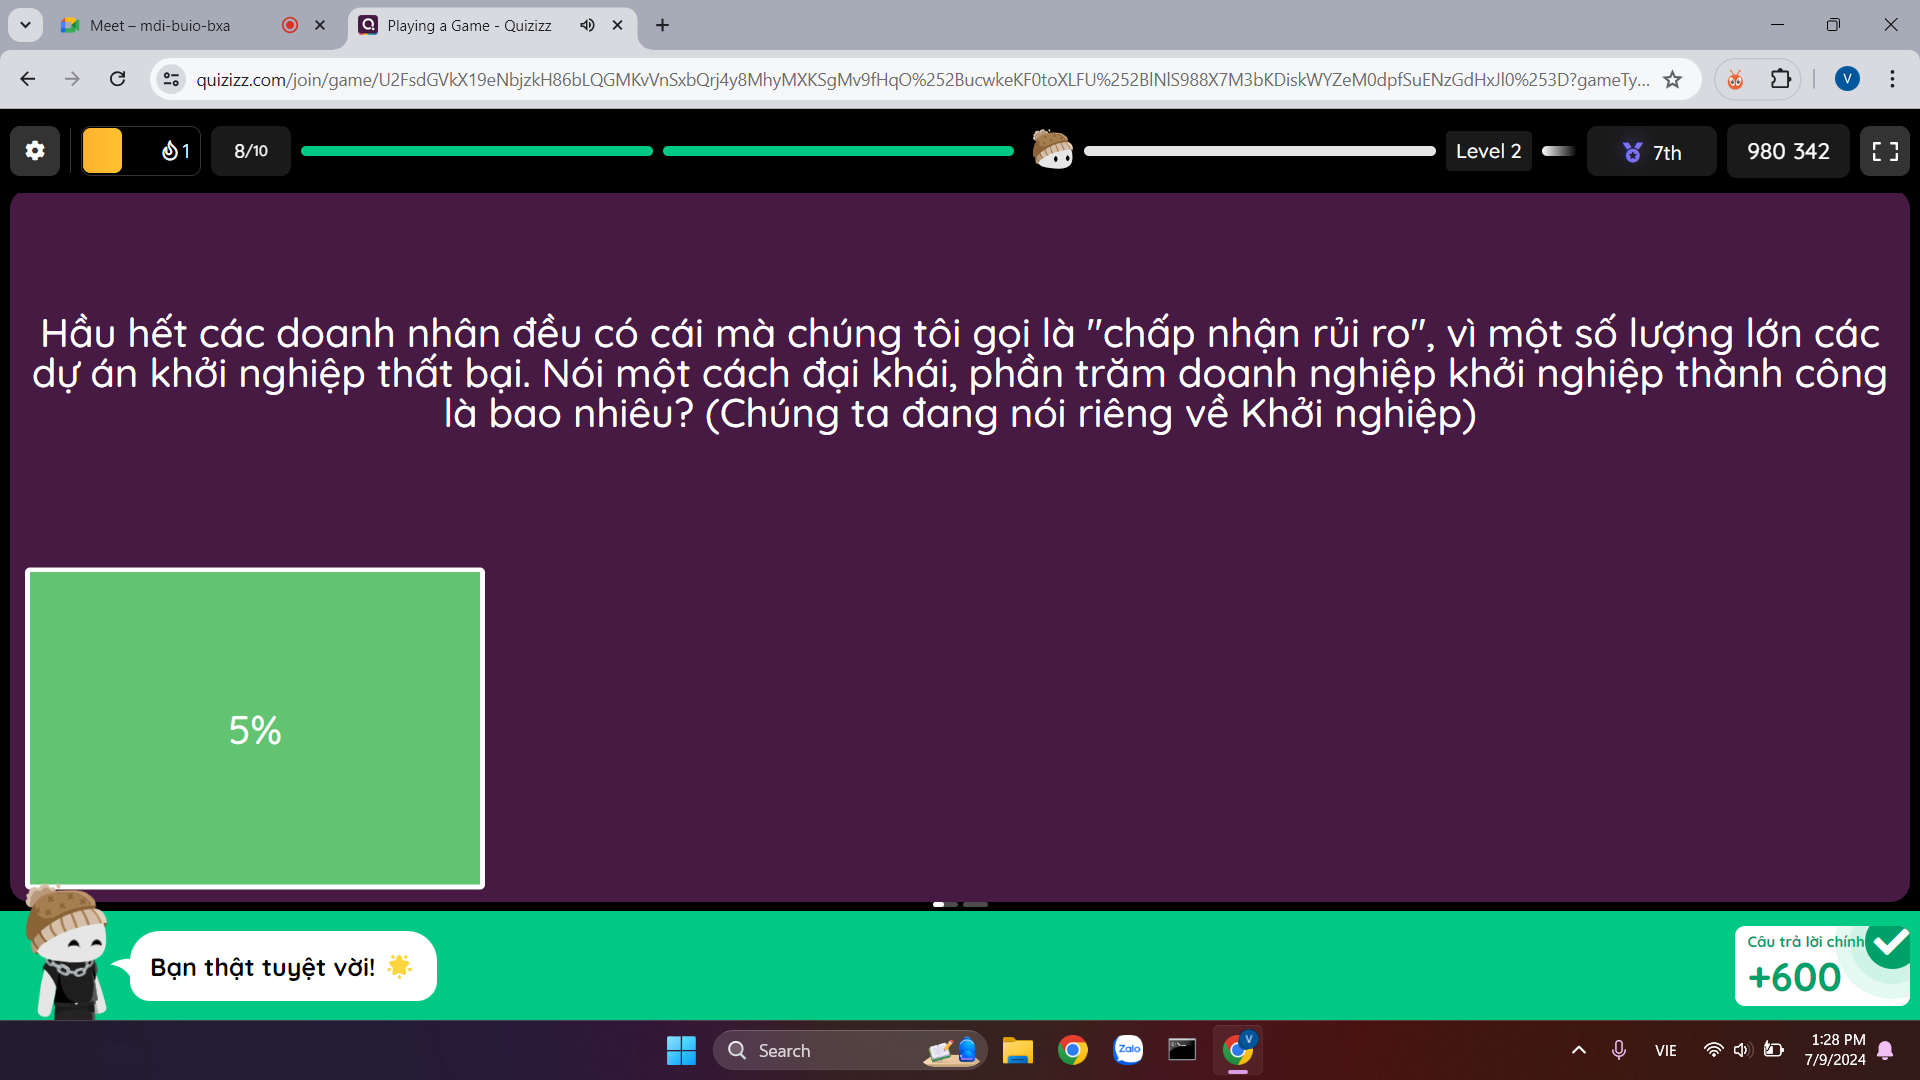 Meet – mdi-buio-bxa
Playing a Game - Quizizz
quizizz.com/join/game/U2FsdGVkX19eNbjzkH86bLQGMKvVnSxbQrj4y8MhyMXKSgMv9fHqO%252BucwkeKF0toXLFU%252BlNlS988X7M3bKDiskWYZeM0dpfSuENzGdHxJl0%253D?gameTy...
V
1
8/10
Level 2
7th
980 342
Hầu hết các doanh nhân đều có cái mà chúng tôi gọi là "chấp nhận rủi ro", vì một số lượng lớn các
dự án khởi nghiệp thất bại. Nói một cách đại khái, phần trăm doanh nghiệp khởi nghiệp thành công
là bao nhiêu? (Chúng ta đang nói riêng về Khởi nghiệp)
5%
Bạn thật tuyệt vời!
Câu trả lời chính
+600
Search
Zalo
V
VIE
1:28 PM
7/9/2024